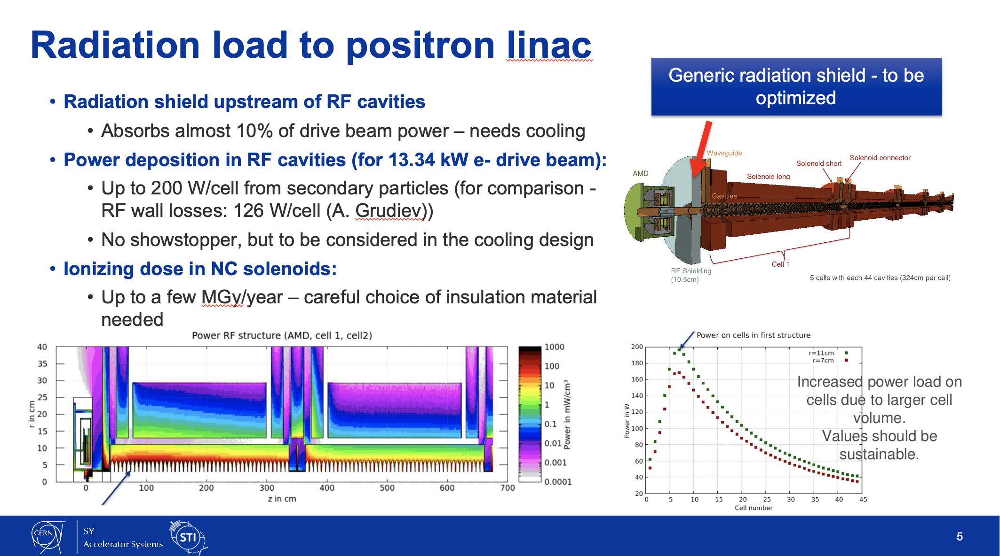 Radiation load to positron linac
Generic radiation shield - to be
optimized
• Radiation shield upstream of RF cavities
• Absorbs almost 10% of drive beam power – needs cooling
• Power deposition in RF cavities (for 13.34 kW e- drive beam):
• Up to 200 W/cell from secondary particles (for comparison -
RF wall losses: 126 W/cell (A. Grudiev))
• No showstopper, but to be considered in the cooling design
• Ionizing dose in NC solenoids:
• Up to a few MGy/year – careful choice of insulation material
needed
Waveguide
AMD
Solenoid short
Solenoid connector
Solenoid long
Cavities
Cell 1
RF Shielding
(10.5cm)
5 cells with each 44 cavities (324cm per cell)
Power RF structure (AMD, cell 1, cell2)
40
35
30
25
20
15
10
5
0
r in cm
0 100 200 300 400 500 600 700
z in cm
1000
100
10
1
0.1
0.01
0.001
0.0001
Power in mW/cm³
Power on cells in first structure
r=11cm
r=7cm
200
180
160
140
120
100
80
60
40
20
Power in W
0 5 10 15 20 25 30 35 40 45
Cell number
Increased power load on
cells due to larger cell
volume.
Values should be
sustainable.
CERN
SY
Accelerator Systems
STI
5